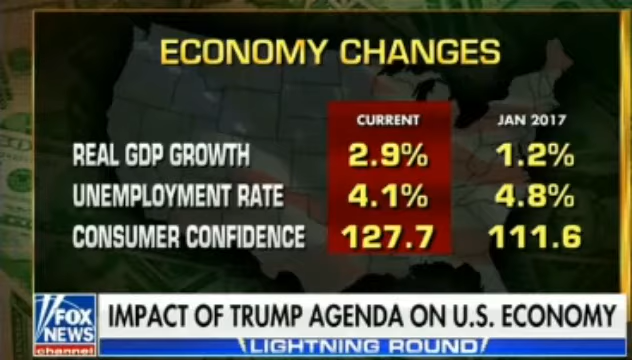 ECONOMY CHANGES
CURRENT JAN 2017
REAL GDP GROWTH 2.9% 1.2%
UNEMPLOYMENT RATE 4.1% 4.8%
CONSUMER CONFIDENCE 127.7 111.6
FOX
NEWS
channel
IMPACT OF TRUMP AGENDA ON U.S. ECONOMY
LIGHTNING ROUND